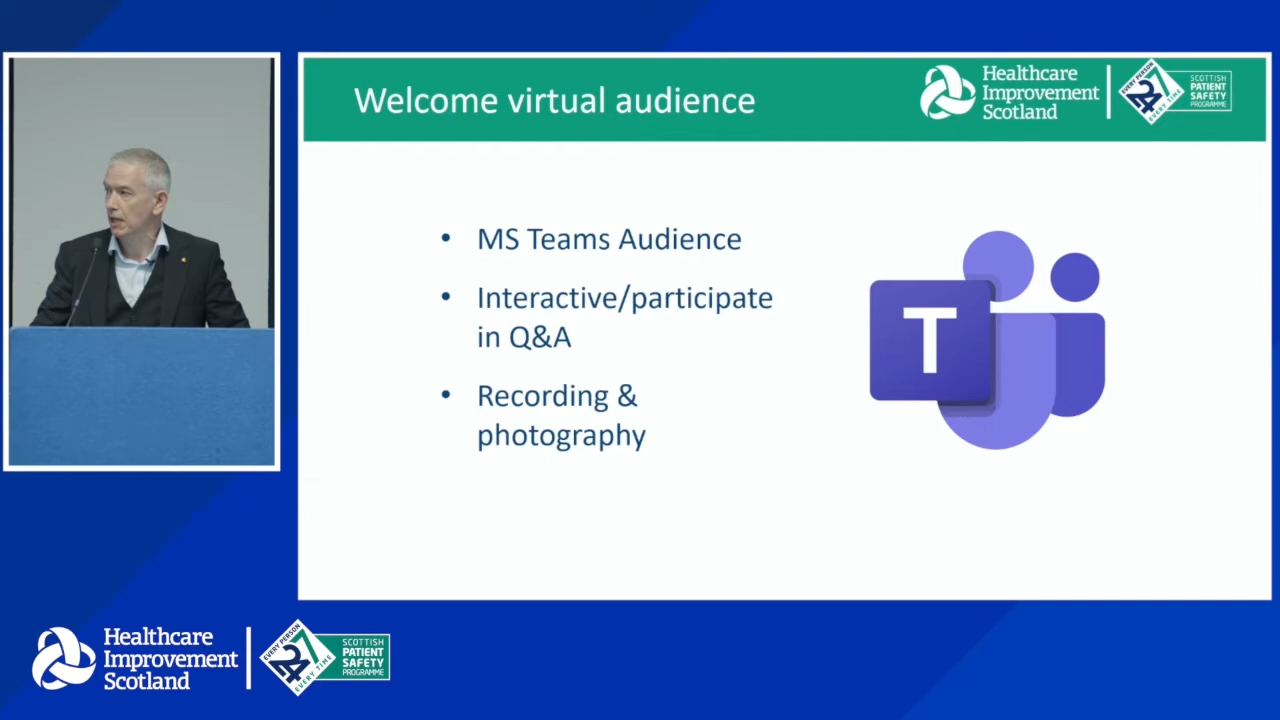 Welcome virtual audience
Healthcare
Improvement
Scotland
EVERY PERSON
24
7
EVERY TIME
SCOTTISH
PATIENT
SAFETY
PROGRAMME
• MS Teams Audience
• Interactive/participate
in Q&A
• Recording &
photography
T
Healthcare
Improvement
Scotland
EVERY PERSON
24
7
EVERY TIME
SCOTTISH
PATIENT
SAFETY
PROGRAMME